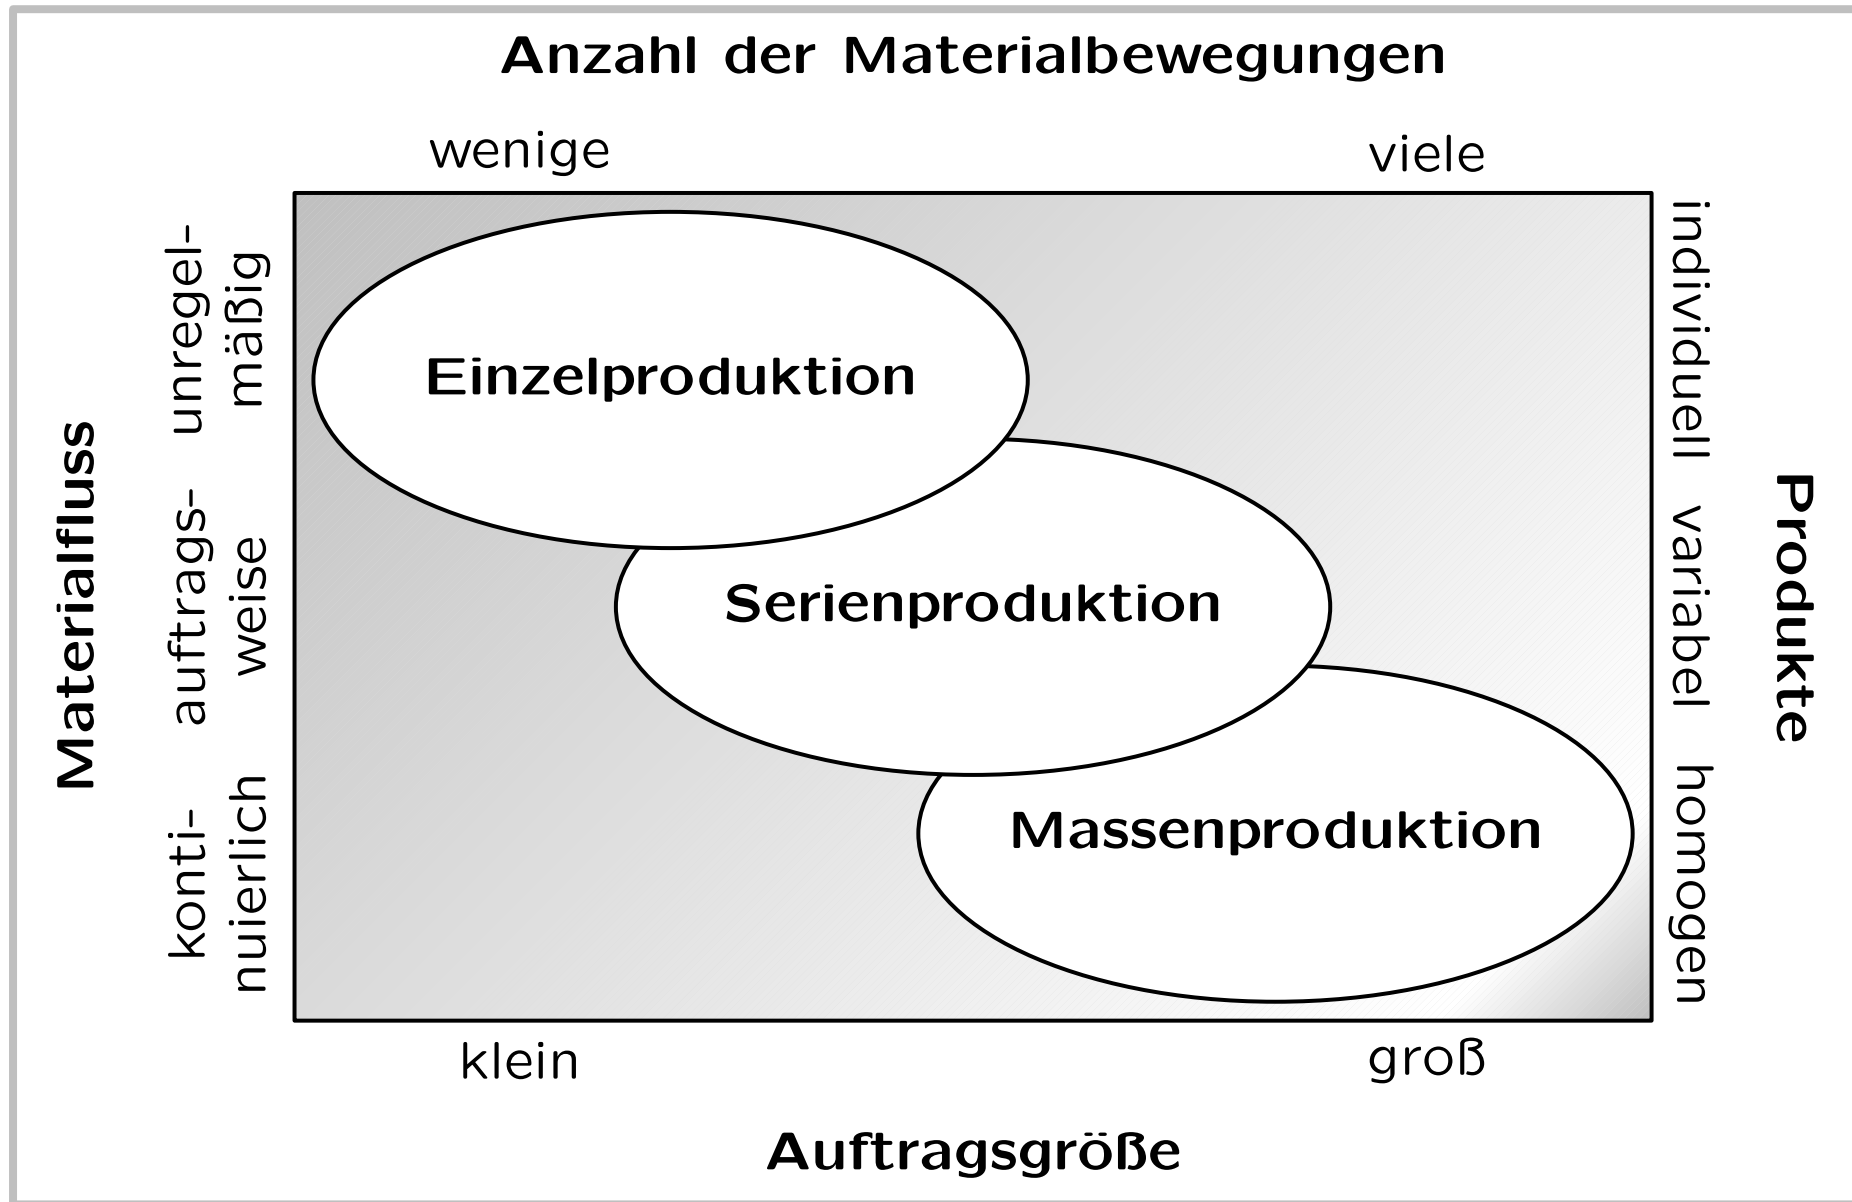 Anzahl der Materialbewegungen
wenige
viele
Materialfluss
unregel-
mäßig
auftrags-
weise
konti-
nuierlich
Einzelproduktion
Serienproduktion
Massenproduktion
individuell
variabel
homogen
Produkte
klein
groß
Auftragsgröße